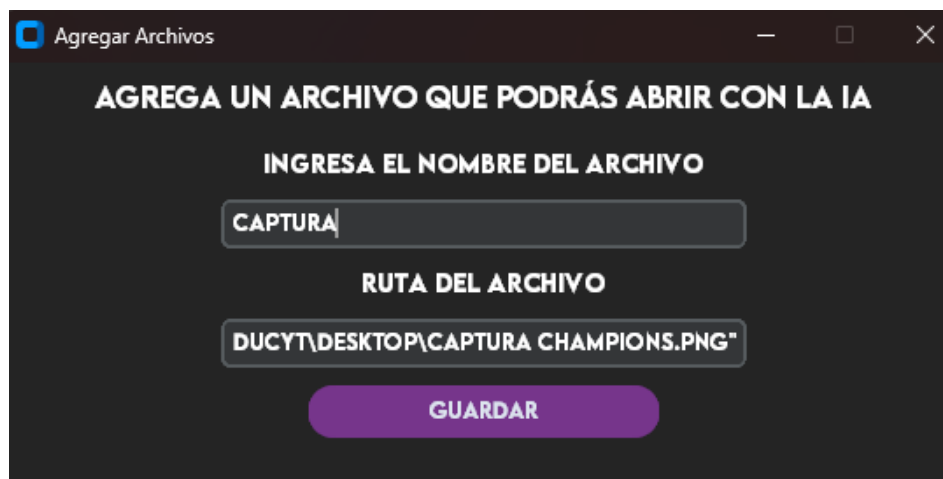 Agregar Archivos
AGREGA UN ARCHIVO QUE PODRÁS ABRIR CON LA IA
INGRESA EL NOMBRE DEL ARCHIVO
CAPTURA
RUTA DEL ARCHIVO
DUCYT\DESKTOP\CAPTURA CHAMPIONS.PNG"
GUARDAR